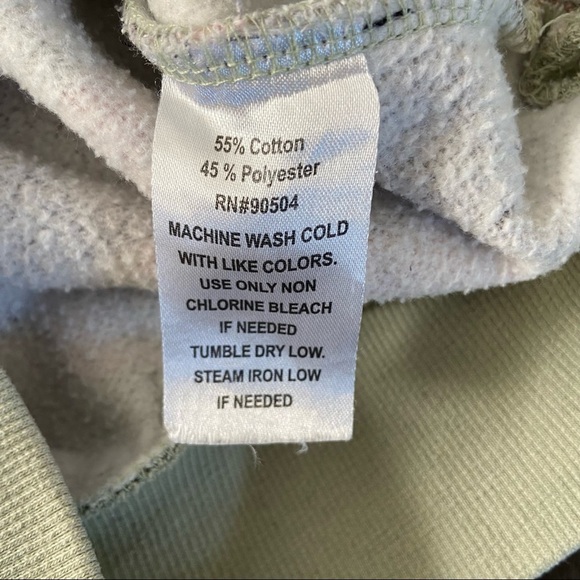 55% Cotton
45 % Polyester
RN#90504
MACHINE WASH COLD
WITH LIKE COLORS.
USE ONLY NON
CHLORINE BLEACH
IF NEEDED
TUMBLE DRY LOW.
STEAM IRON LOW
IF NEEDED